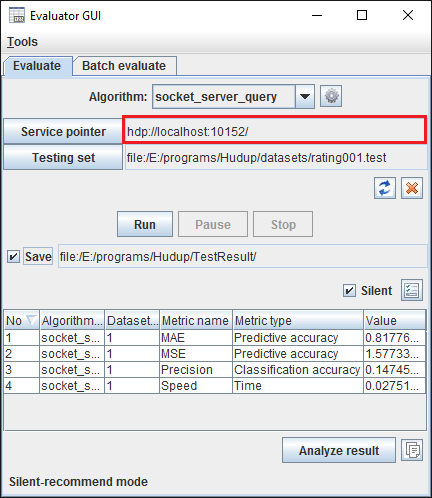 Evaluator GUI
Tools
Evaluate Batch evaluate
Algorithm: socket_server_query
Service pointer hdp://localhost:10152/
Testing set file:/E:/programs/Hudup/datasets/rating001.test
Run Pause Stop
Save file:/E:/programs/Hudup/TestResult/
Silent
No Algorithm... Dataset... Metric name Metric type Value
1 socket_s... 1 MAE Predictive accuracy 0.81776...
2 socket_s... 1 MSE Predictive accuracy 1.57733...
3 socket_s... 1 Precision Classification accuracy 0.14745...
4 socket_s... 1 Speed Time 0.02751...
Analyze result
Silent-recommend mode